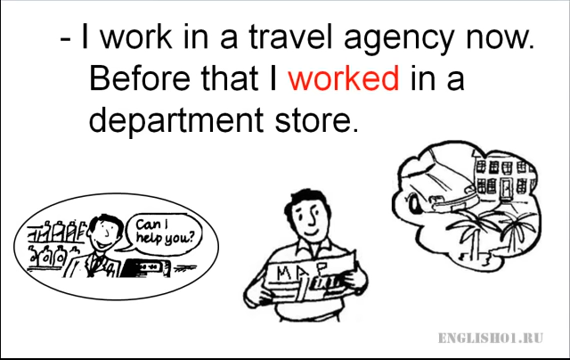 - I work in a travel agency now.
Before that I worked in a
department store.
Can I
help you?
MAP
ENGLISH01.RU